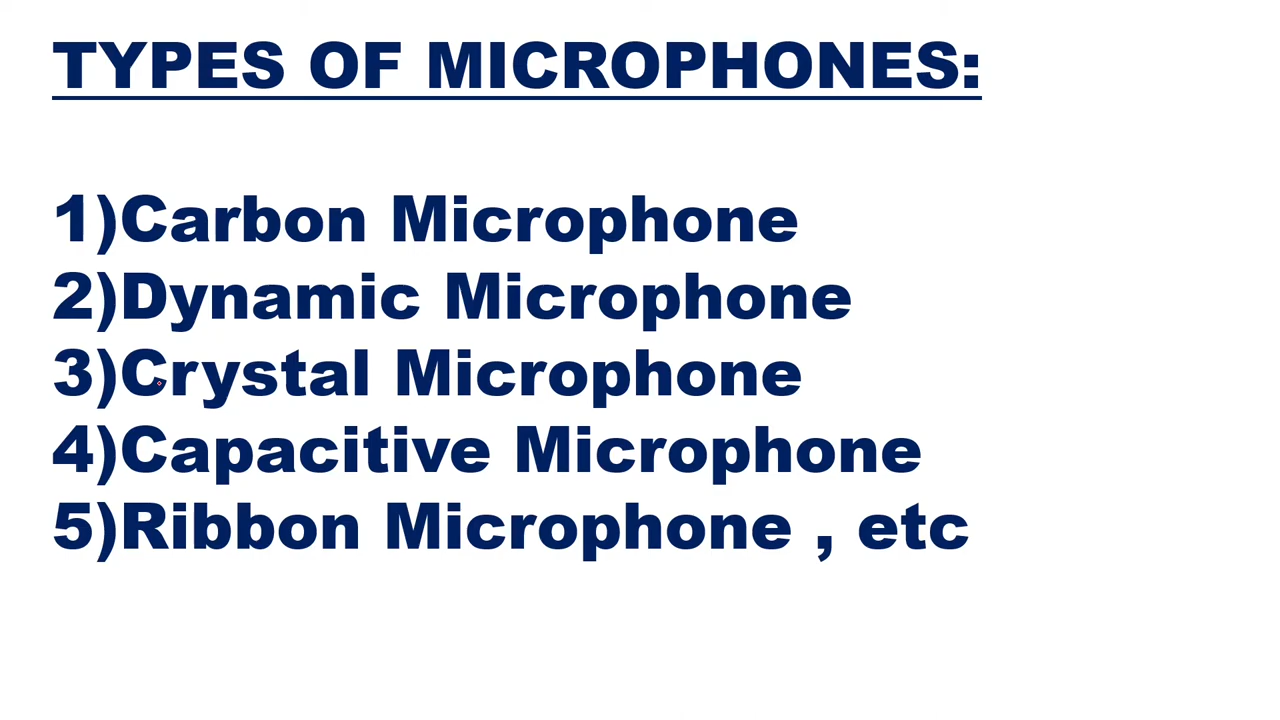 TYPES OF MICROPHONES:
1)Carbon Microphone
2)Dynamic Microphone
3)Crystal Microphone
4)Capacitive Microphone
5)Ribbon Microphone , etc